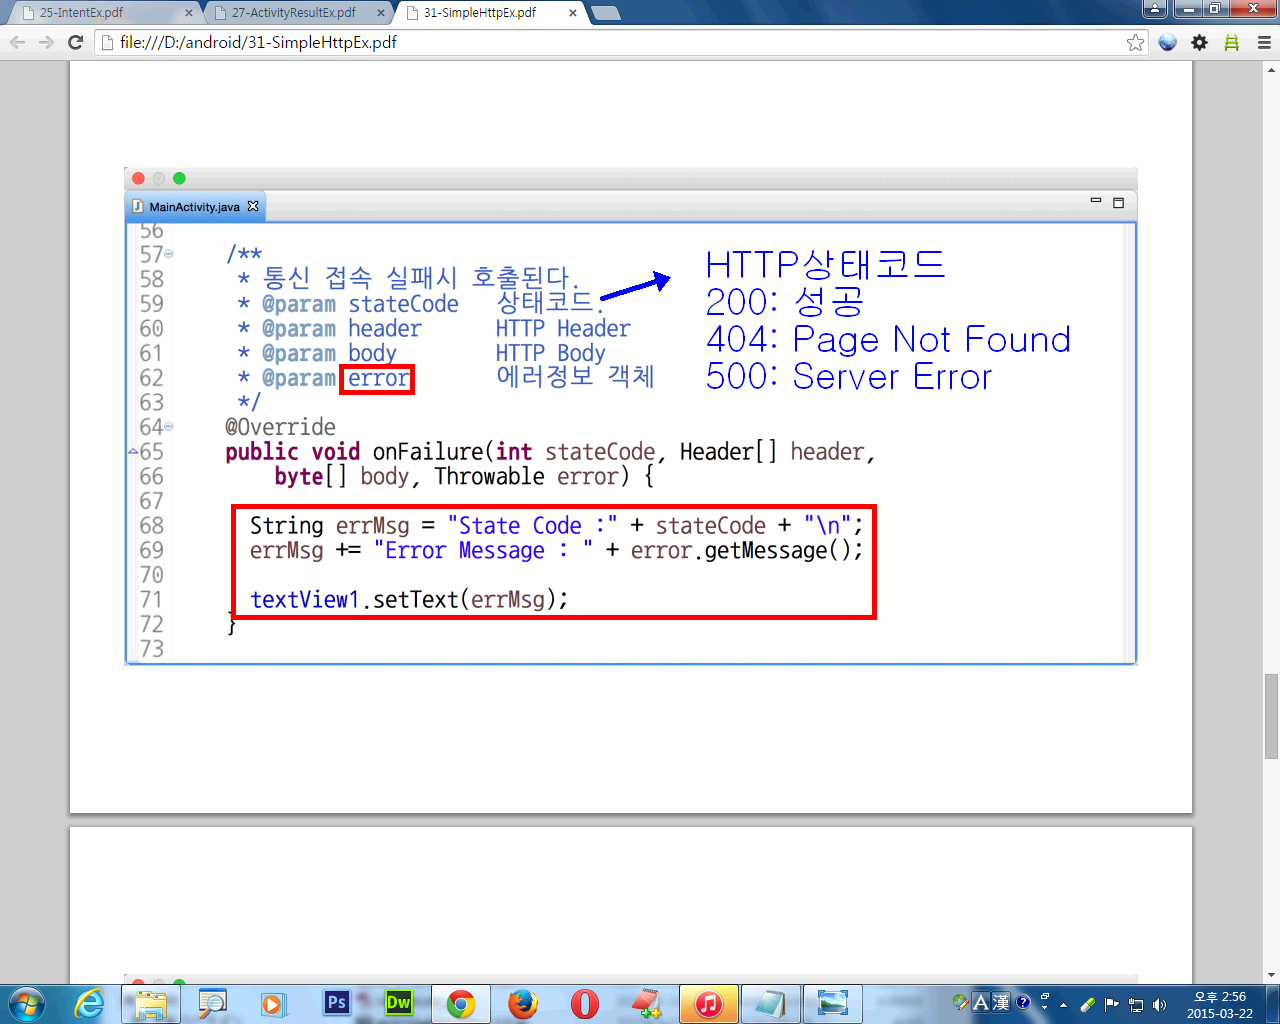 25-IntentEx.pdf
27-ActivityResultEx.pdf
31-SimpleHttpEx.pdf
file:///D:/android/31-SimpleHttpEx.pdf
MainActivity.java
56
57 /**
58 * 통신 접속 실패시 호출된다.
59 * @param stateCode 상태코드.
60 * @param header HTTP Header
61 * @param body HTTP Body
62 * @param error 에러정보 객체
63 */
64 @Override
65 public void onFailure(int stateCode, Header[] header,
66 byte[] body, Throwable error) {
67
68 String errMsg = "State Code :" + stateCode + "\n";
69 errMsg += "Error Message : " + error.getMessage();
70
71 textView1.setText(errMsg);
72 }
73
HTTP상태코드
200: 성공
404: Page Not Found
500: Server Error
Ps
Dw
A 漢
오후 2:56
2015-03-22